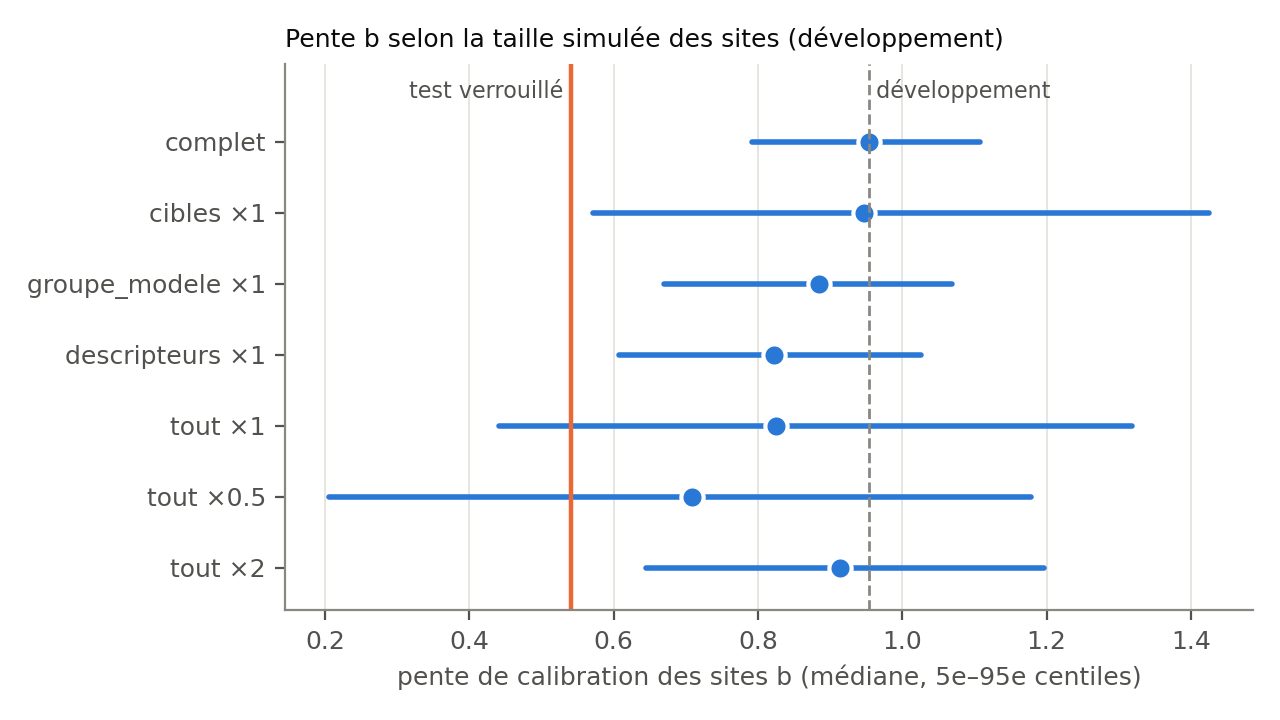 Pente b selon la taille simulée des sites (développement)
test verrouillé
développement
complet
cibles ×1
groupe_modele ×1
descripteurs ×1
tout ×1
tout ×0.5
tout ×2
0.2 0.4 0.6 0.8 1.0 1.2 1.4
pente de calibration des sites b (médiane, 5e–95e centiles)